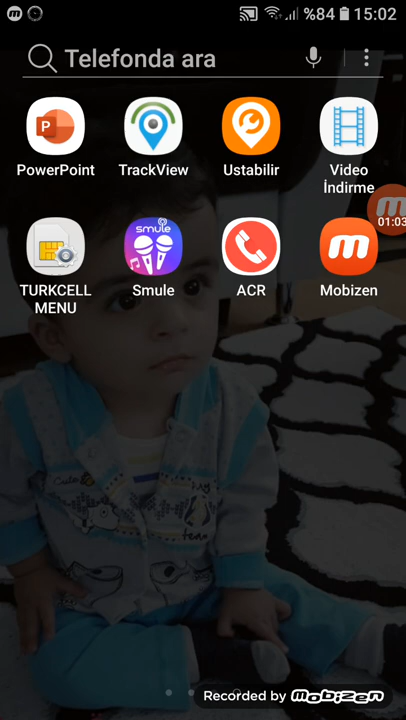 %84 15:02
Telefonda ara
PowerPoint TrackView Ustabilir Video İndirme
01:03
smule
TURKCELL MENU Smule ACR Mobizen
Recorded by mobizen